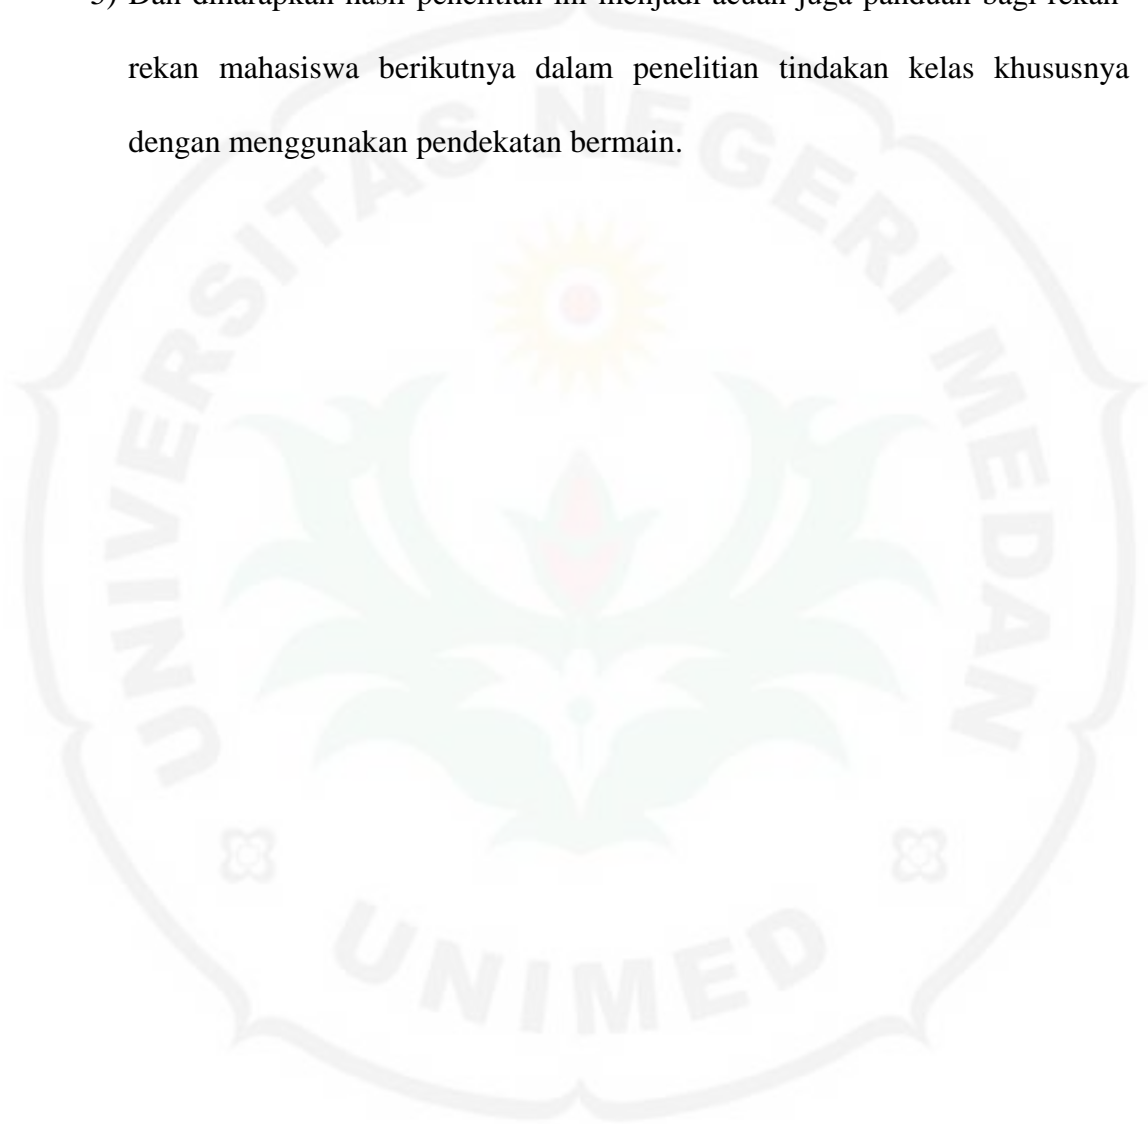 Dan diharapkan hasil penelitian ini menjadi acuan juga panduan bagi rekan-
rekan mahasiswa berikutnya dalam penelitian tindakan kelas khususnya
dengan menggunakan pendekatan bermain.
UNIVERSITAS NEGERI MEDAN
UNIMED